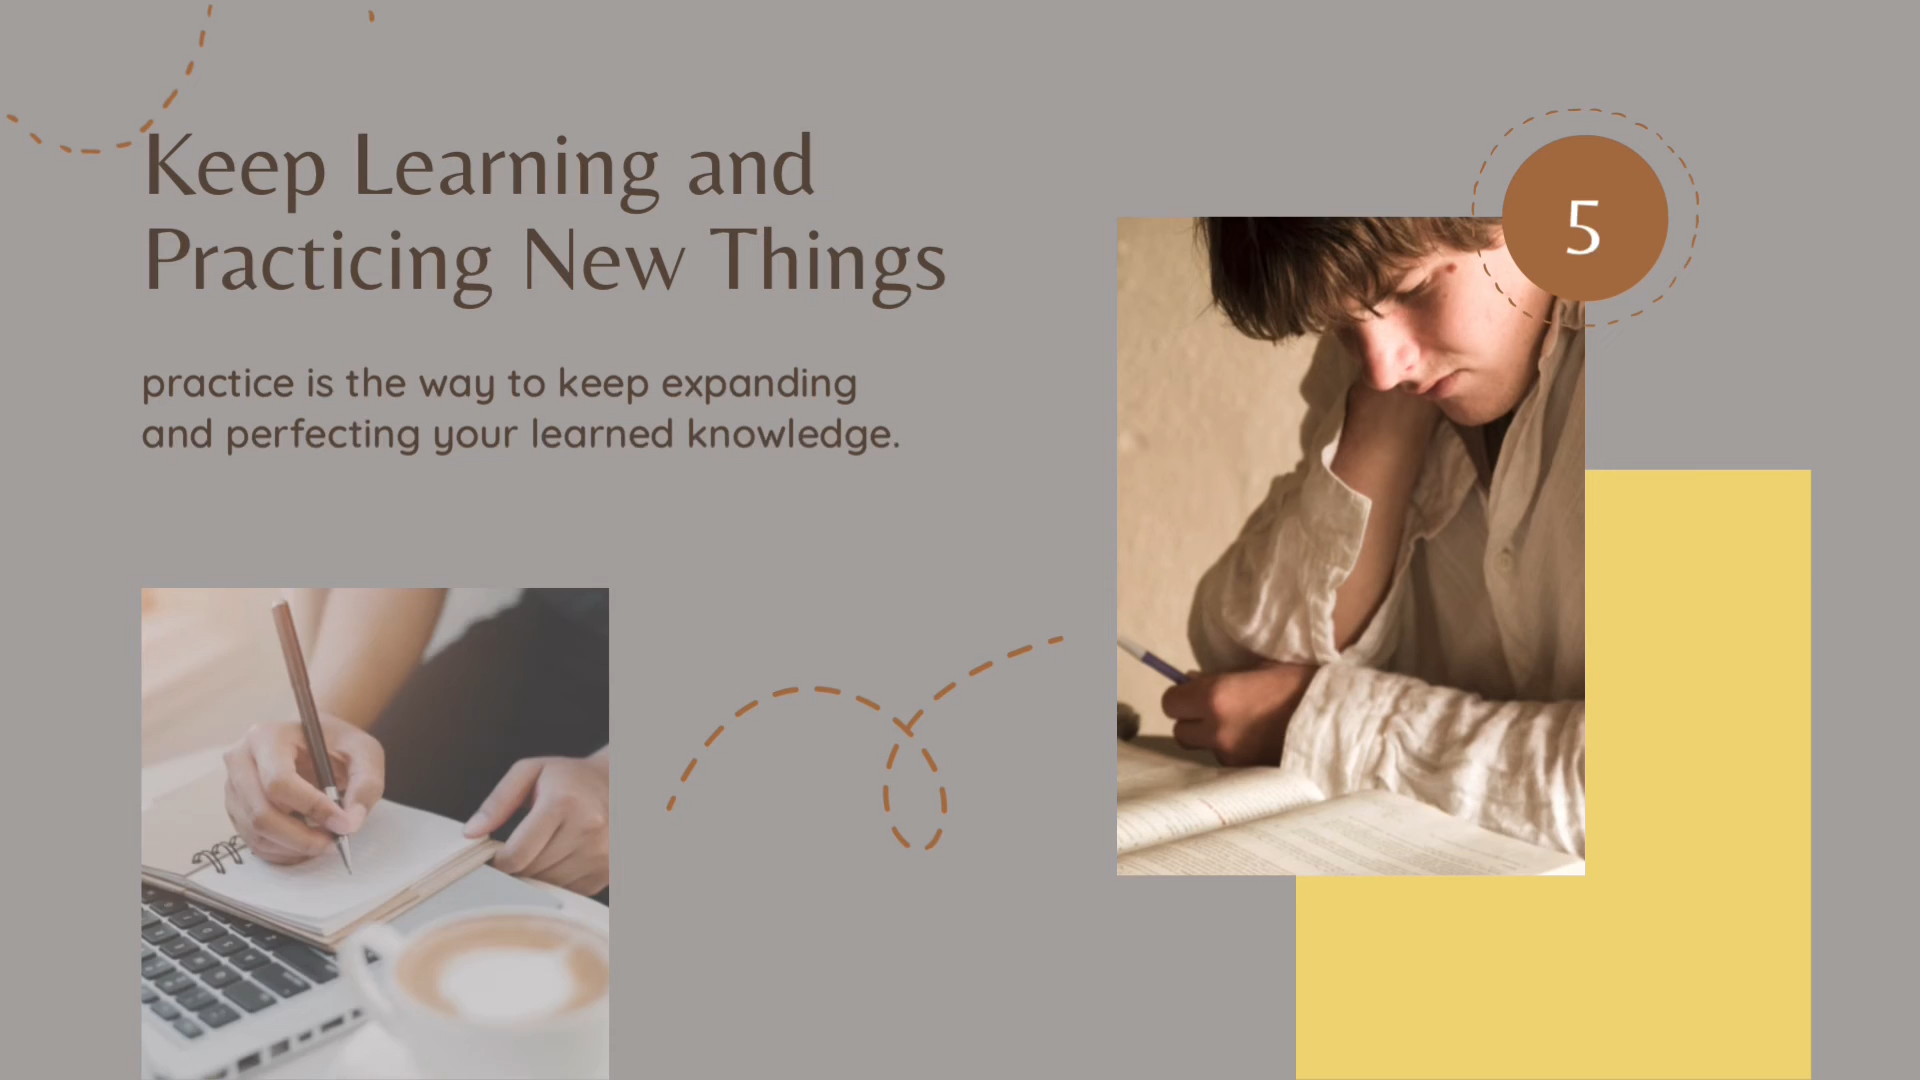 Keep Learning and
Practicing New Things
practice is the way to keep expanding
and perfecting your learned knowledge.
5